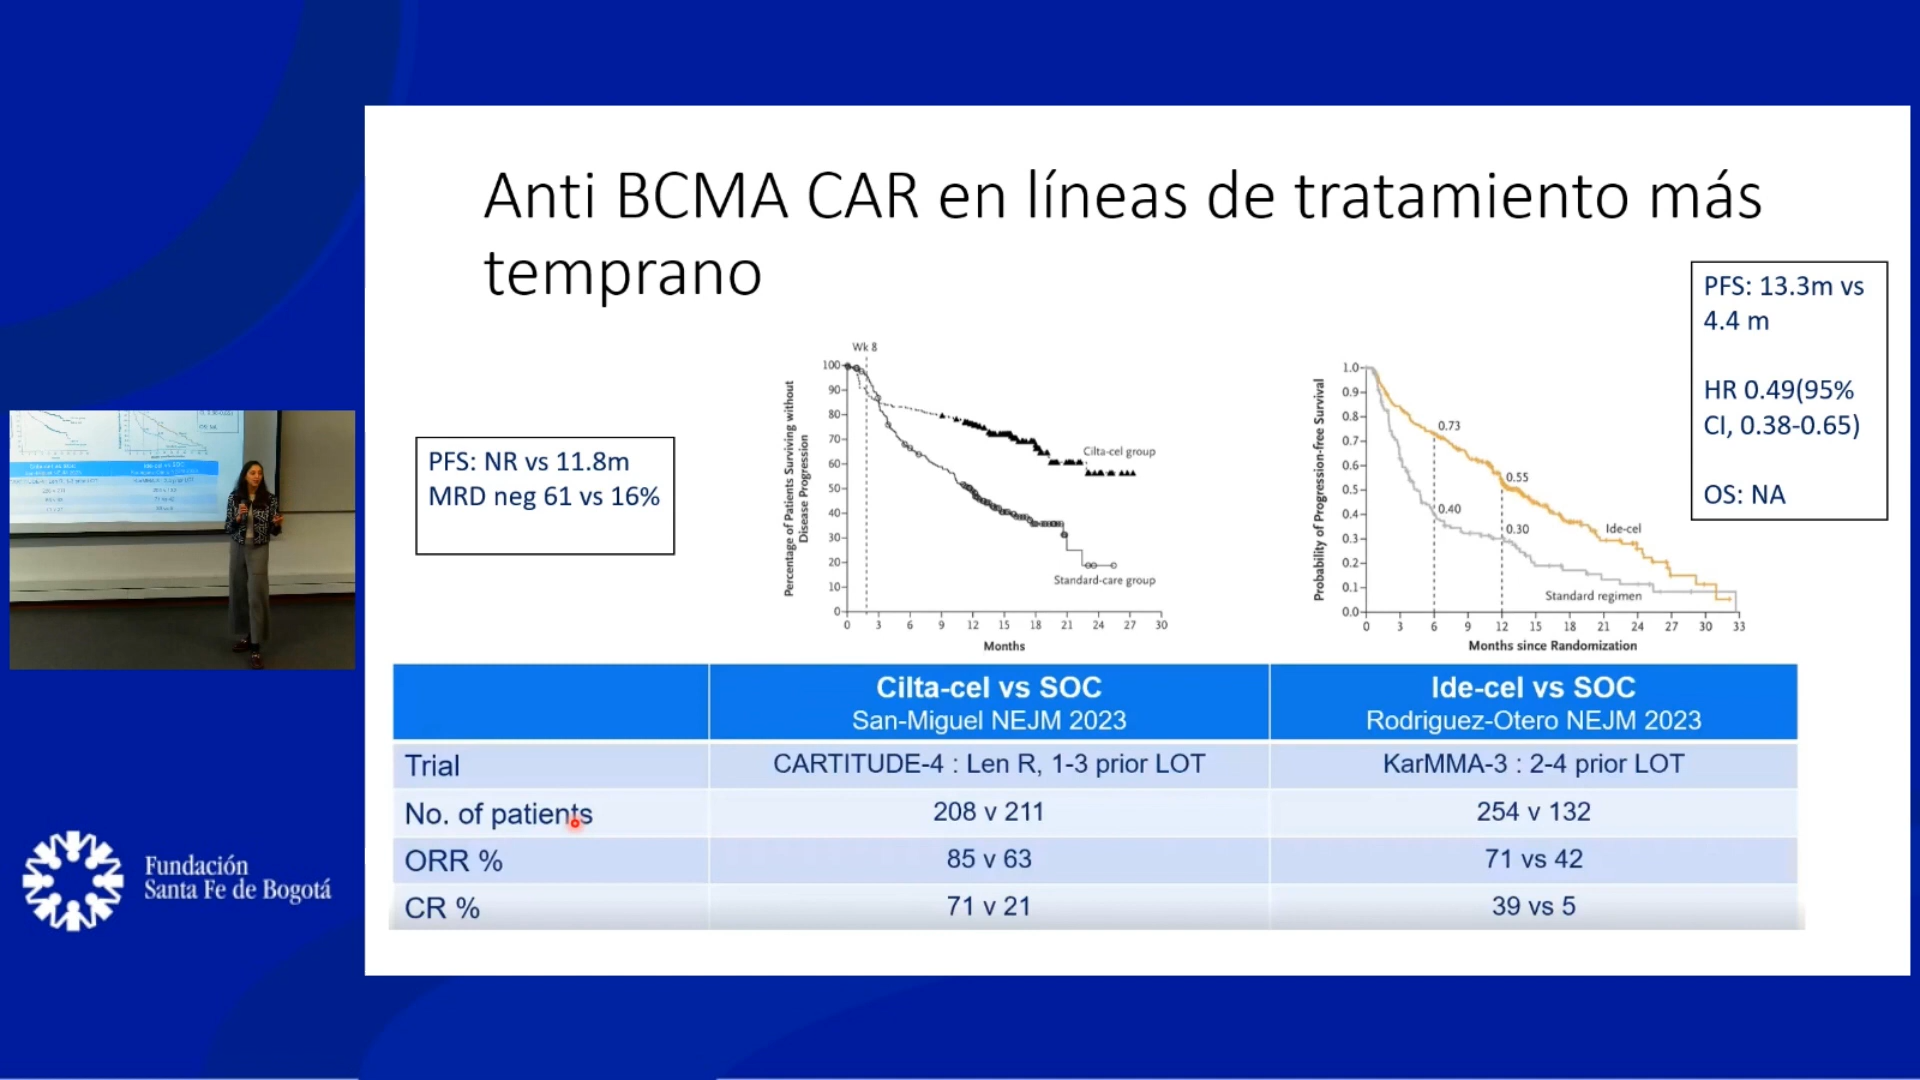 Anti BCMA CAR en líneas de tratamiento más
temprano
PFS: NR vs 11.8m
MRD neg 61 vs 16%
Wk 8
100
90
80
70
60
50
40
30
20
10
0
Percentage of Patients Surviving without
Disease Progression
Cilta-cel group
Standard-care group
0 3 6 9 12 15 18 21 24 27 30
Months
1.0
0.9
0.8
0.7
0.6
0.5
0.4
0.3
0.2
0.1
0.0
Probability of Progression-free Survival
0.73
0.55
0.40
0.30
Ide-cel
Standard regimen
0 3 6 9 12 15 18 21 24 27 30 33
Months since Randomization
PFS: 13.3m vs
4.4 m
HR 0.49(95%
CI, 0.38-0.65)
OS: NA
Cilta-cel vs SOC
San-Miguel NEJM 2023
Ide-cel vs SOC
Rodriguez-Otero NEJM 2023
Trial CARTITUDE-4 : Len R, 1-3 prior LOT KarMMA-3 : 2-4 prior LOT
No. of patients 208 v 211 254 v 132
ORR % 85 v 63 71 vs 42
CR % 71 v 21 39 vs 5
Fundación
Santa Fe de Bogotá